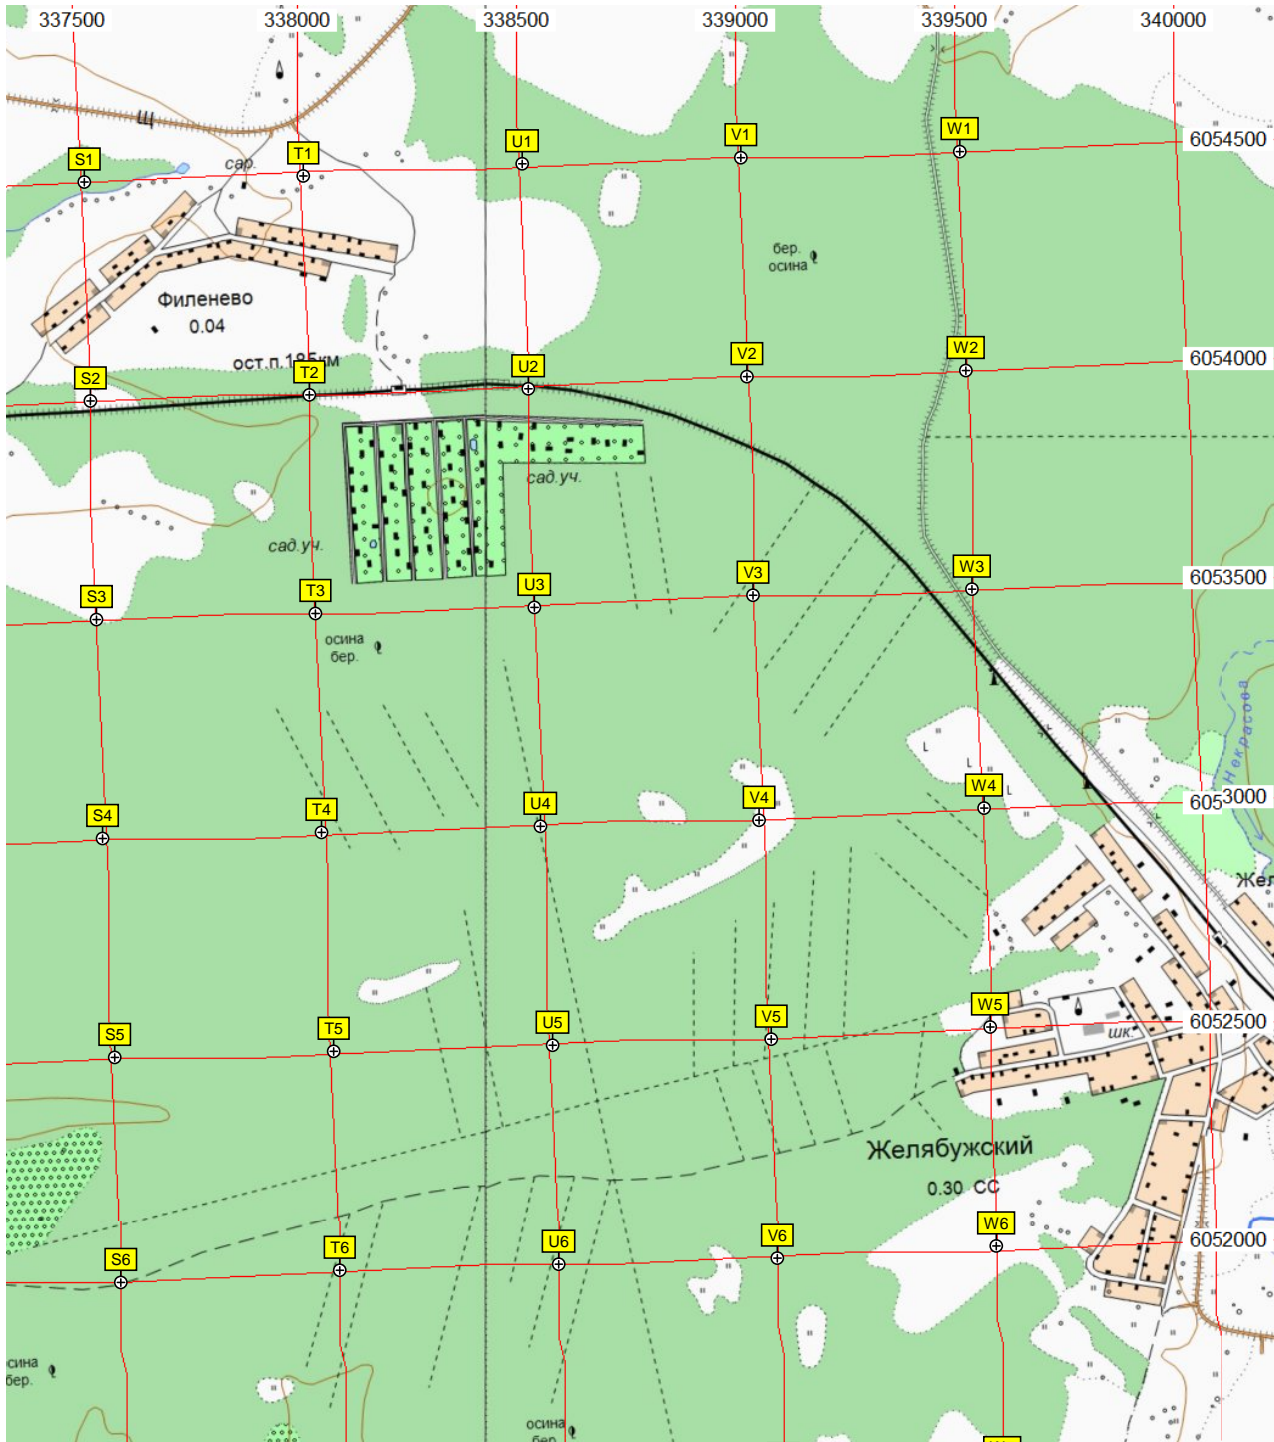 337500 338000 338500 339000 339500 340000
Щ
6054500
S1 T1 U1 V1 W1
сар.
бер.
осина
Филенево
0.04
6054000
ост.п.185км
S2 T2 U2 V2 W2
сад.уч.
сад.уч.
6053500
S3 T3 U3 V3 W3
осина
бер.
Некрасова
6053000
S4 T4 U4 V4 W4
Жел
6052500
S5 T5 U5 V5 W5
шк.
Желябужский
0.30 СС
6052000
S6 T6 U6 V6 W6
осина
бер.
осина
бер.